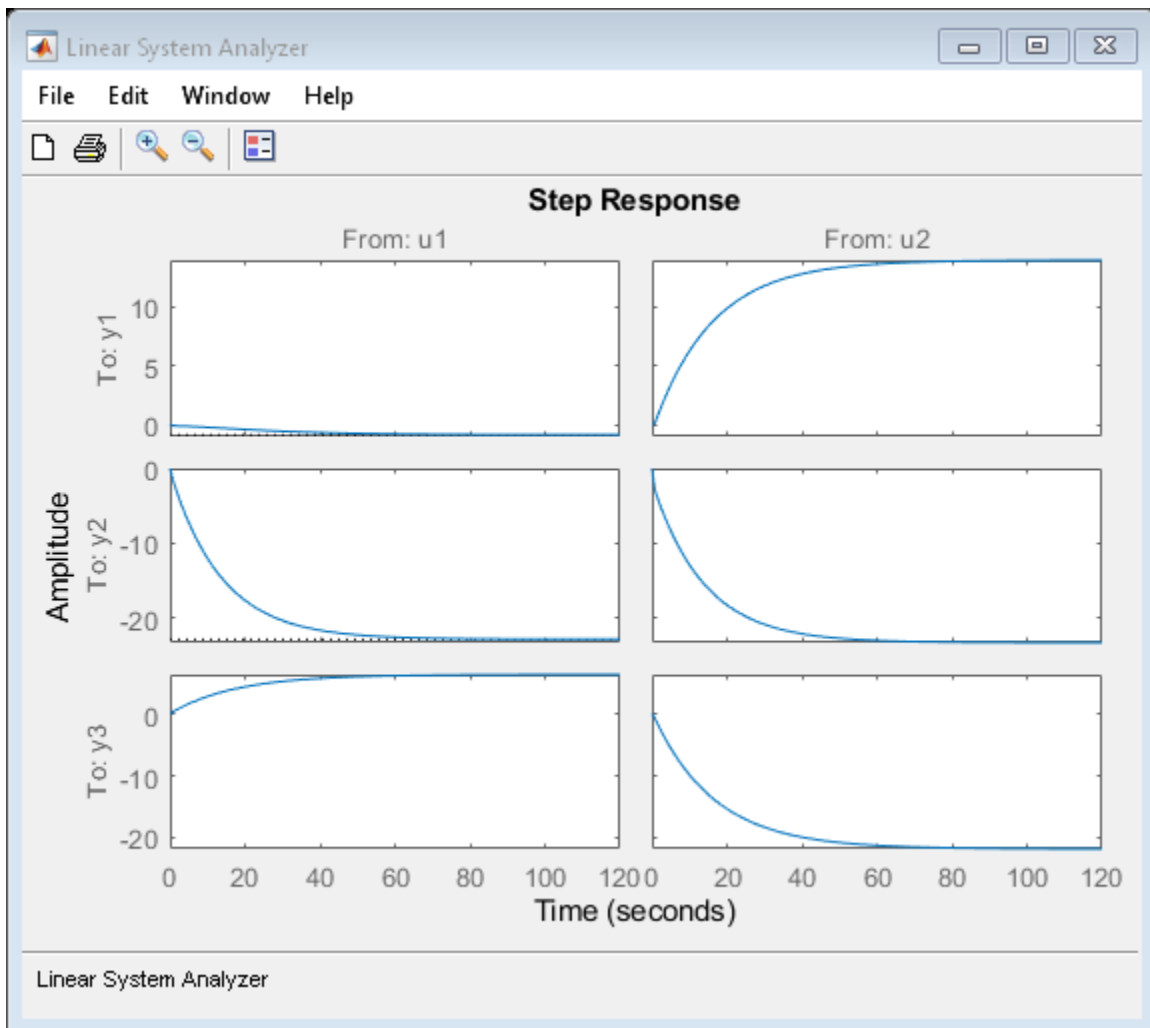 Linear System Analyzer
File Edit Window Help
Step Response
From: u1 From: u2
To: y1
10
5
0
Amplitude
To: y2
0
-10
-20
To: y3
0
-10
-20
0 20 40 60 80 100 120 0 20 40 60 80 100 120
Time (seconds)
Linear System Analyzer